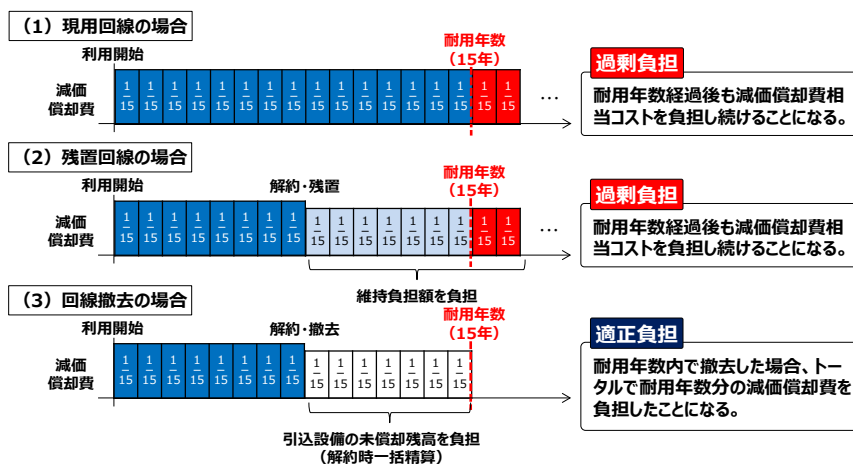 （1）現用回線の場合
利用開始
耐用年数
（15年）
減価
償却費
1 1 1 1 1 1 1 1 1 1 1 1 1 1 1 1 1
15 15 15 15 15 15 15 15 15 15 15 15 15 15 15 15 15
…
過剰負担
耐用年数経過後も減価償却費相
当コストを負担し続けることになる。
（2）残置回線の場合
利用開始
解約・残置
耐用年数
（15年）
減価
償却費
1 1 1 1 1 1 1 1 1 1 1 1 1 1 1 1 1
15 15 15 15 15 15 15 15 15 15 15 15 15 15 15 15 15
…
維持負担額を負担
過剰負担
耐用年数経過後も減価償却費相
当コストを負担し続けることになる。
（3）回線撤去の場合
利用開始
解約・撤去
耐用年数
（15年）
減価
償却費
1 1 1 1 1 1 1 1 1 1 1 1 1 1 1
15 15 15 15 15 15 15 15 15 15 15 15 15 15 15
引込設備の未償却残高を負担
（解約時一括精算）
適正負担
耐用年数内で撤去した場合、トー
タルで耐用年数分の減価償却費を
負担したことになる。